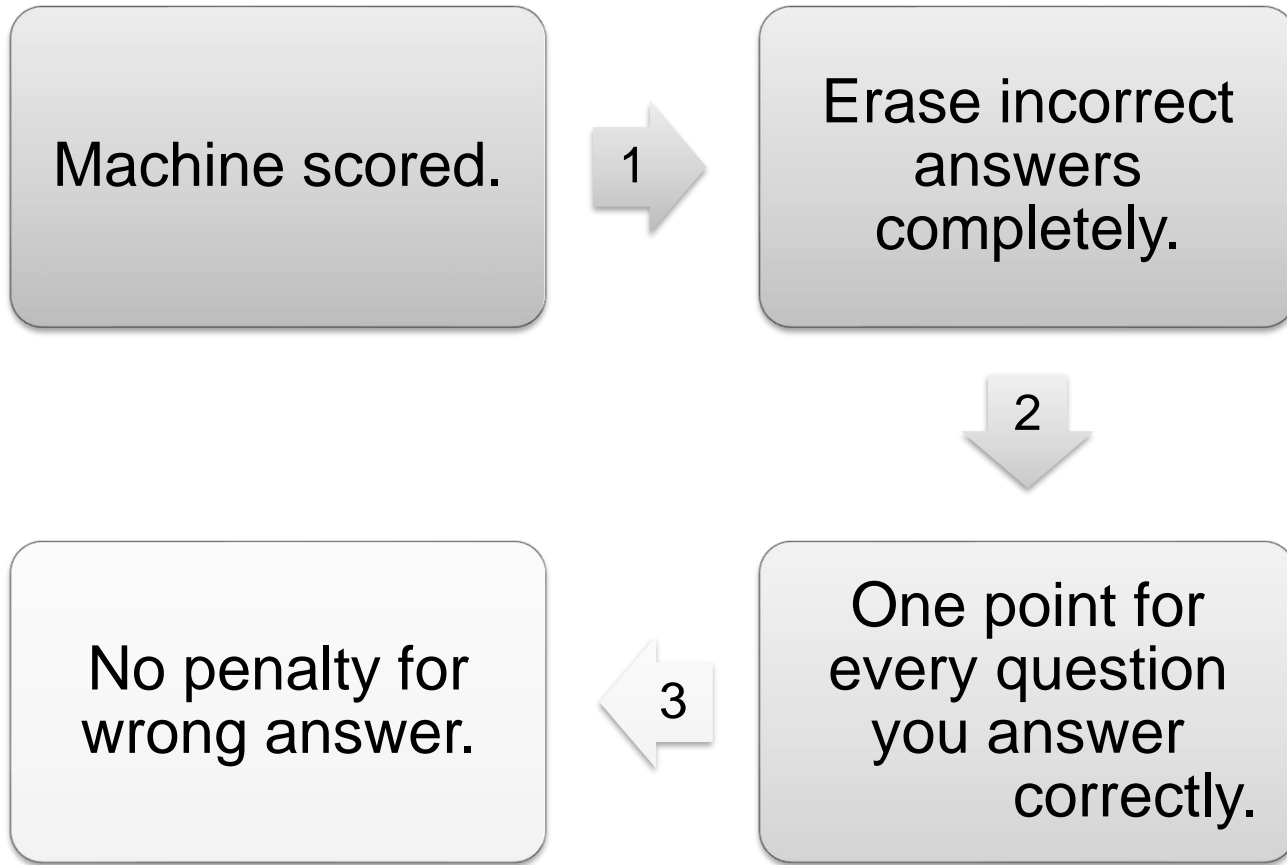 Machine scored.
1
Erase incorrect
answers
completely.
2
One point for
every question
you answer
correctly.
3
No penalty for
wrong answer.